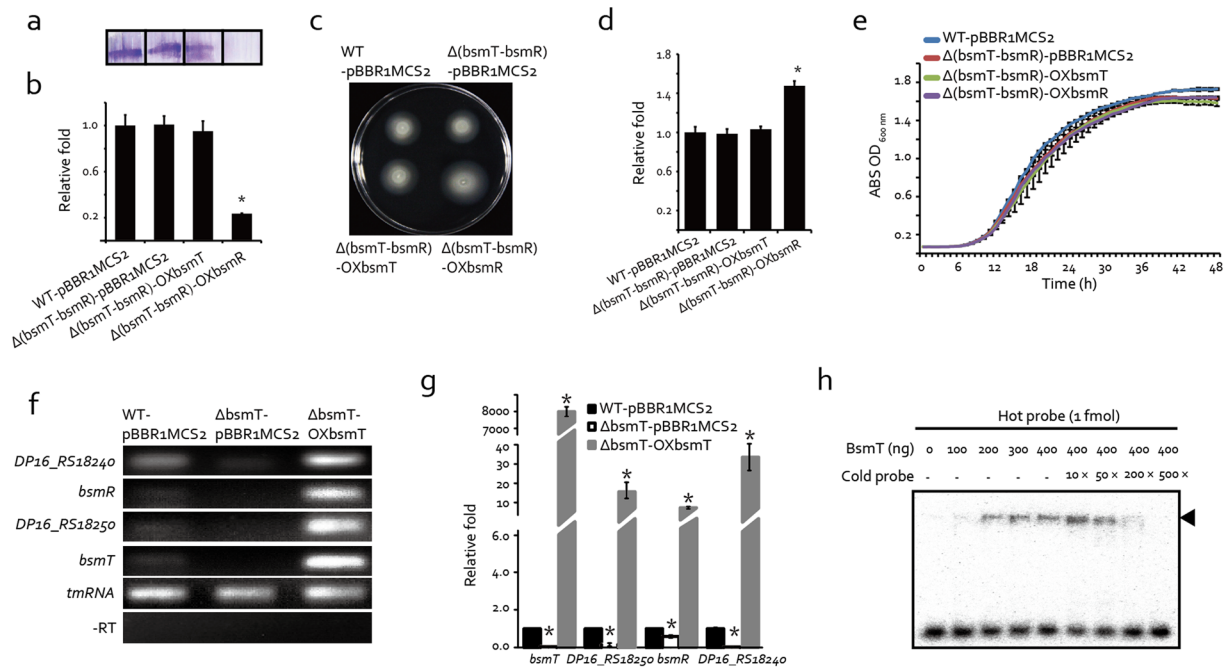 a
b
Relative fold
1.0
0.6
0.2
WT-pBBR1MCS2
Δ(bsmT-bsmR)-pBBR1MCS2
Δ(bsmT-bsmR)-OXbsmT
Δ(bsmT-bsmR)-OXbsmR
*
c
WT
-pBBR1MCS2
Δ(bsmT-bsmR)
-pBBR1MCS2
Δ(bsmT-bsmR)
-OXbsmT
Δ(bsmT-bsmR)
-OXbsmR
d
Relative fold
1.8
1.4
1.0
0.6
0.2
*
WT-pBBR1MCS2
Δ(bsmT-bsmR)-pBBR1MCS2
Δ(bsmT-bsmR)-OXbsmT
Δ(bsmT-bsmR)-OXbsmR
e
WT-pBBR1MCS2
Δ(bsmT-bsmR)-pBBR1MCS2
Δ(bsmT-bsmR)-OXbsmT
Δ(bsmT-bsmR)-OXbsmR
ABS OD600 nm
1.8
1.4
1.0
0.6
0.2
0 6 12 18 24 30 36 42 48
Time (h)
f
WT-
pBBR1MCS2
ΔbsmT-
pBBR1MCS2
ΔbsmT-
OXbsmT
DP16_RS18240
bsmR
DP16_RS18250
bsmT
tmRNA
-RT
g
WT-pBBR1MCS2
ΔbsmT-pBBR1MCS2
ΔbsmT-OXbsmT
Relative fold
8000
7000
40
30
20
10
6.0
4.0
2.0
0.0
* * * *
* * * *
bsmT DP16_RS18250 bsmR DP16_RS18240
h
Hot probe (1 fmol)
BsmT (ng) 0 100 200 300 400 400 400 400 400
Cold probe - - - - - 10× 50× 200× 500×